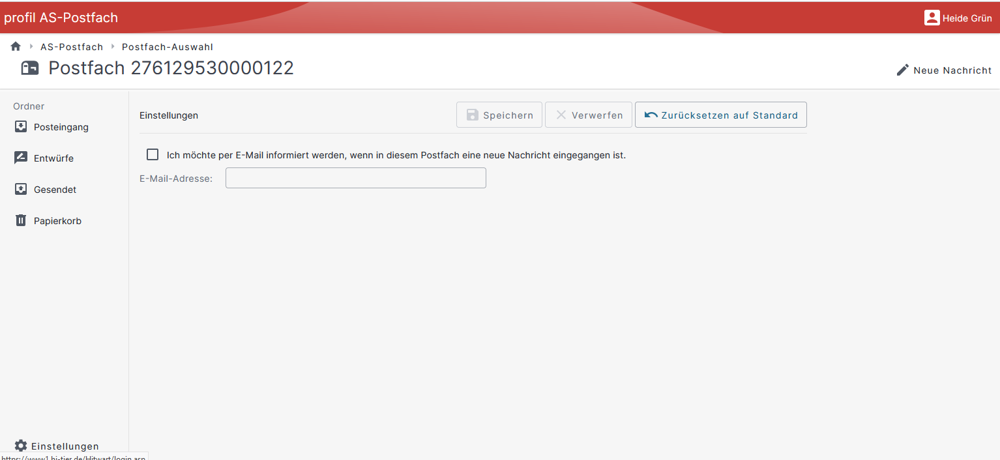 profil AS-Postfach
Heide Grün
AS-Postfach Postfach-Auswahl
Postfach 276129530000122
Neue Nachricht
Ordner
Posteingang
Entwürfe
Gesendet
Papierkorb
Einstellungen
Speichern Verwerfen Zurücksetzen auf Standard
Ich möchte per E-Mail informiert werden, wenn in diesem Postfach eine neue Nachricht eingegangen ist.
E-Mail-Adresse:
Einstellungen
https://www1.hi-tier.de/Hitwart/login.asp